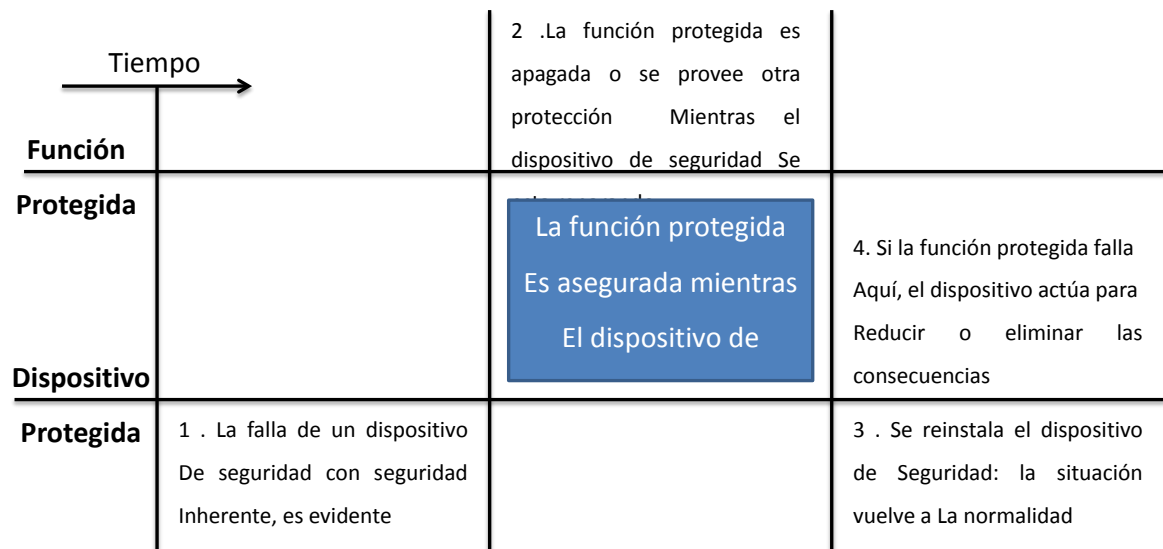 Tiempo
Función
Protegida
Dispositivo
Protegida
2 .La función protegida es
apagada o se provee otra
protección Mientras el
dispositivo de seguridad Se
La función protegida
Es asegurada mientras
El dispositivo de
4. Si la función protegida falla
Aquí, el dispositivo actúa para
Reducir o eliminar las
consecuencias
1 . La falla de un dispositivo
De seguridad con seguridad
Inherente, es evidente
3 . Se reinstala el dispositivo
de Seguridad: la situación
vuelve a La normalidad